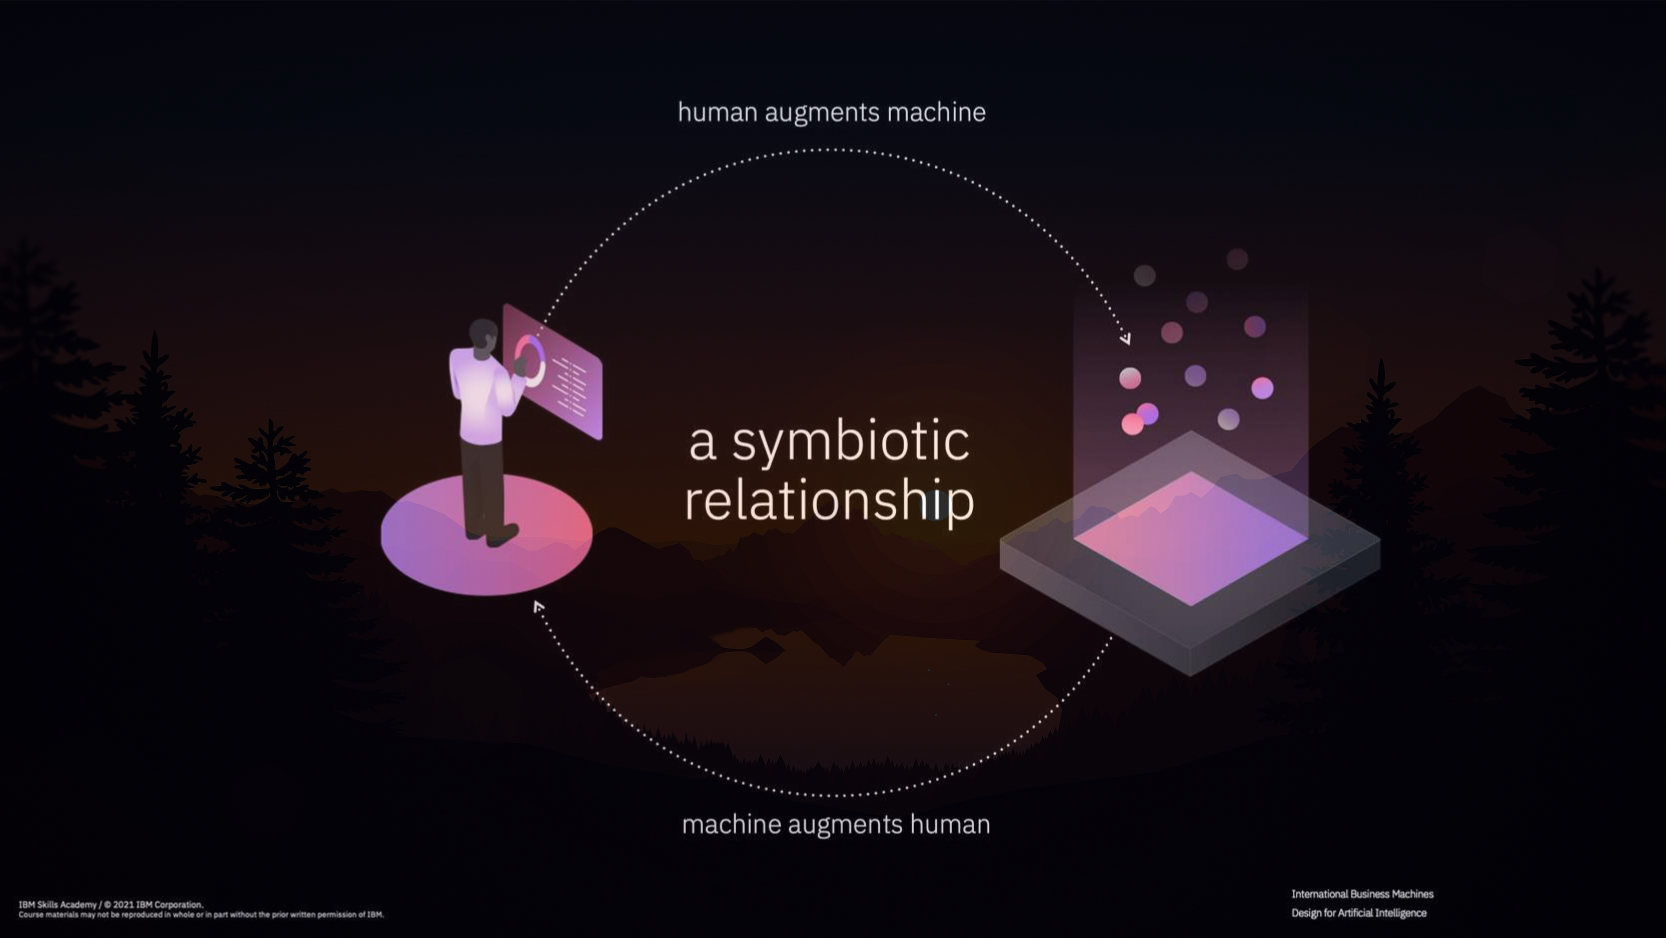 human augments machine
a symbiotic
relationship
machine augments human
IBM Skills Academy / © 2021 IBM Corporation.
Course materials may not be reproduced in whole or in part without the prior written permission of IBM.
International Business Machines
Design for Artificial Intelligence